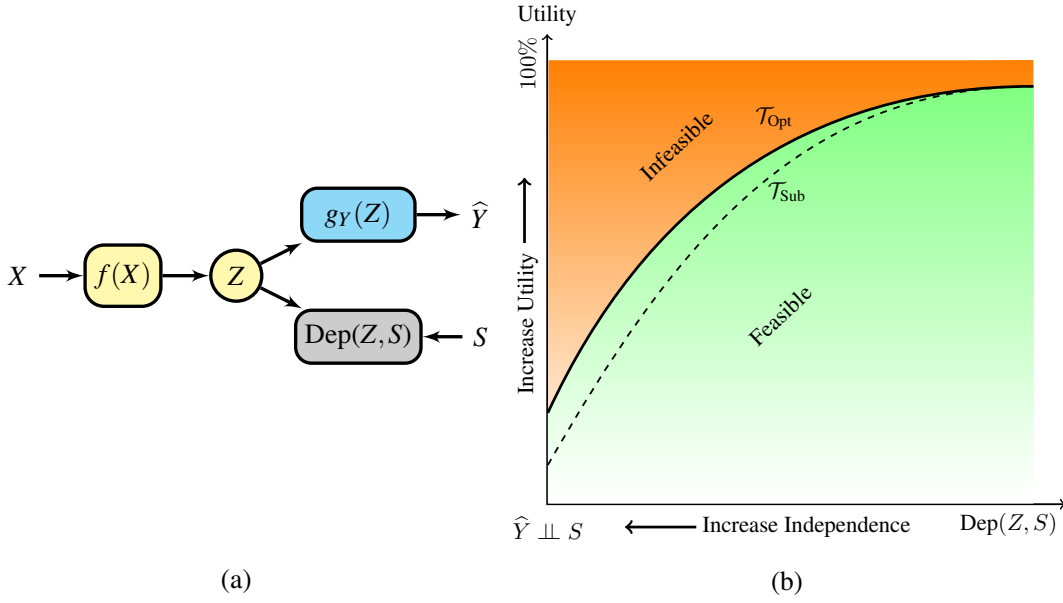 X
f(X)
Z
g_Y(Z)
Ŷ
Dep(Z, S)
S
(a)
Utility
100%
Increase Utility
Infeasible
𝒯_Opt
𝒯_Sub
Feasible
Ŷ ⫫ S
Increase Independence
Dep(Z, S)
(b)